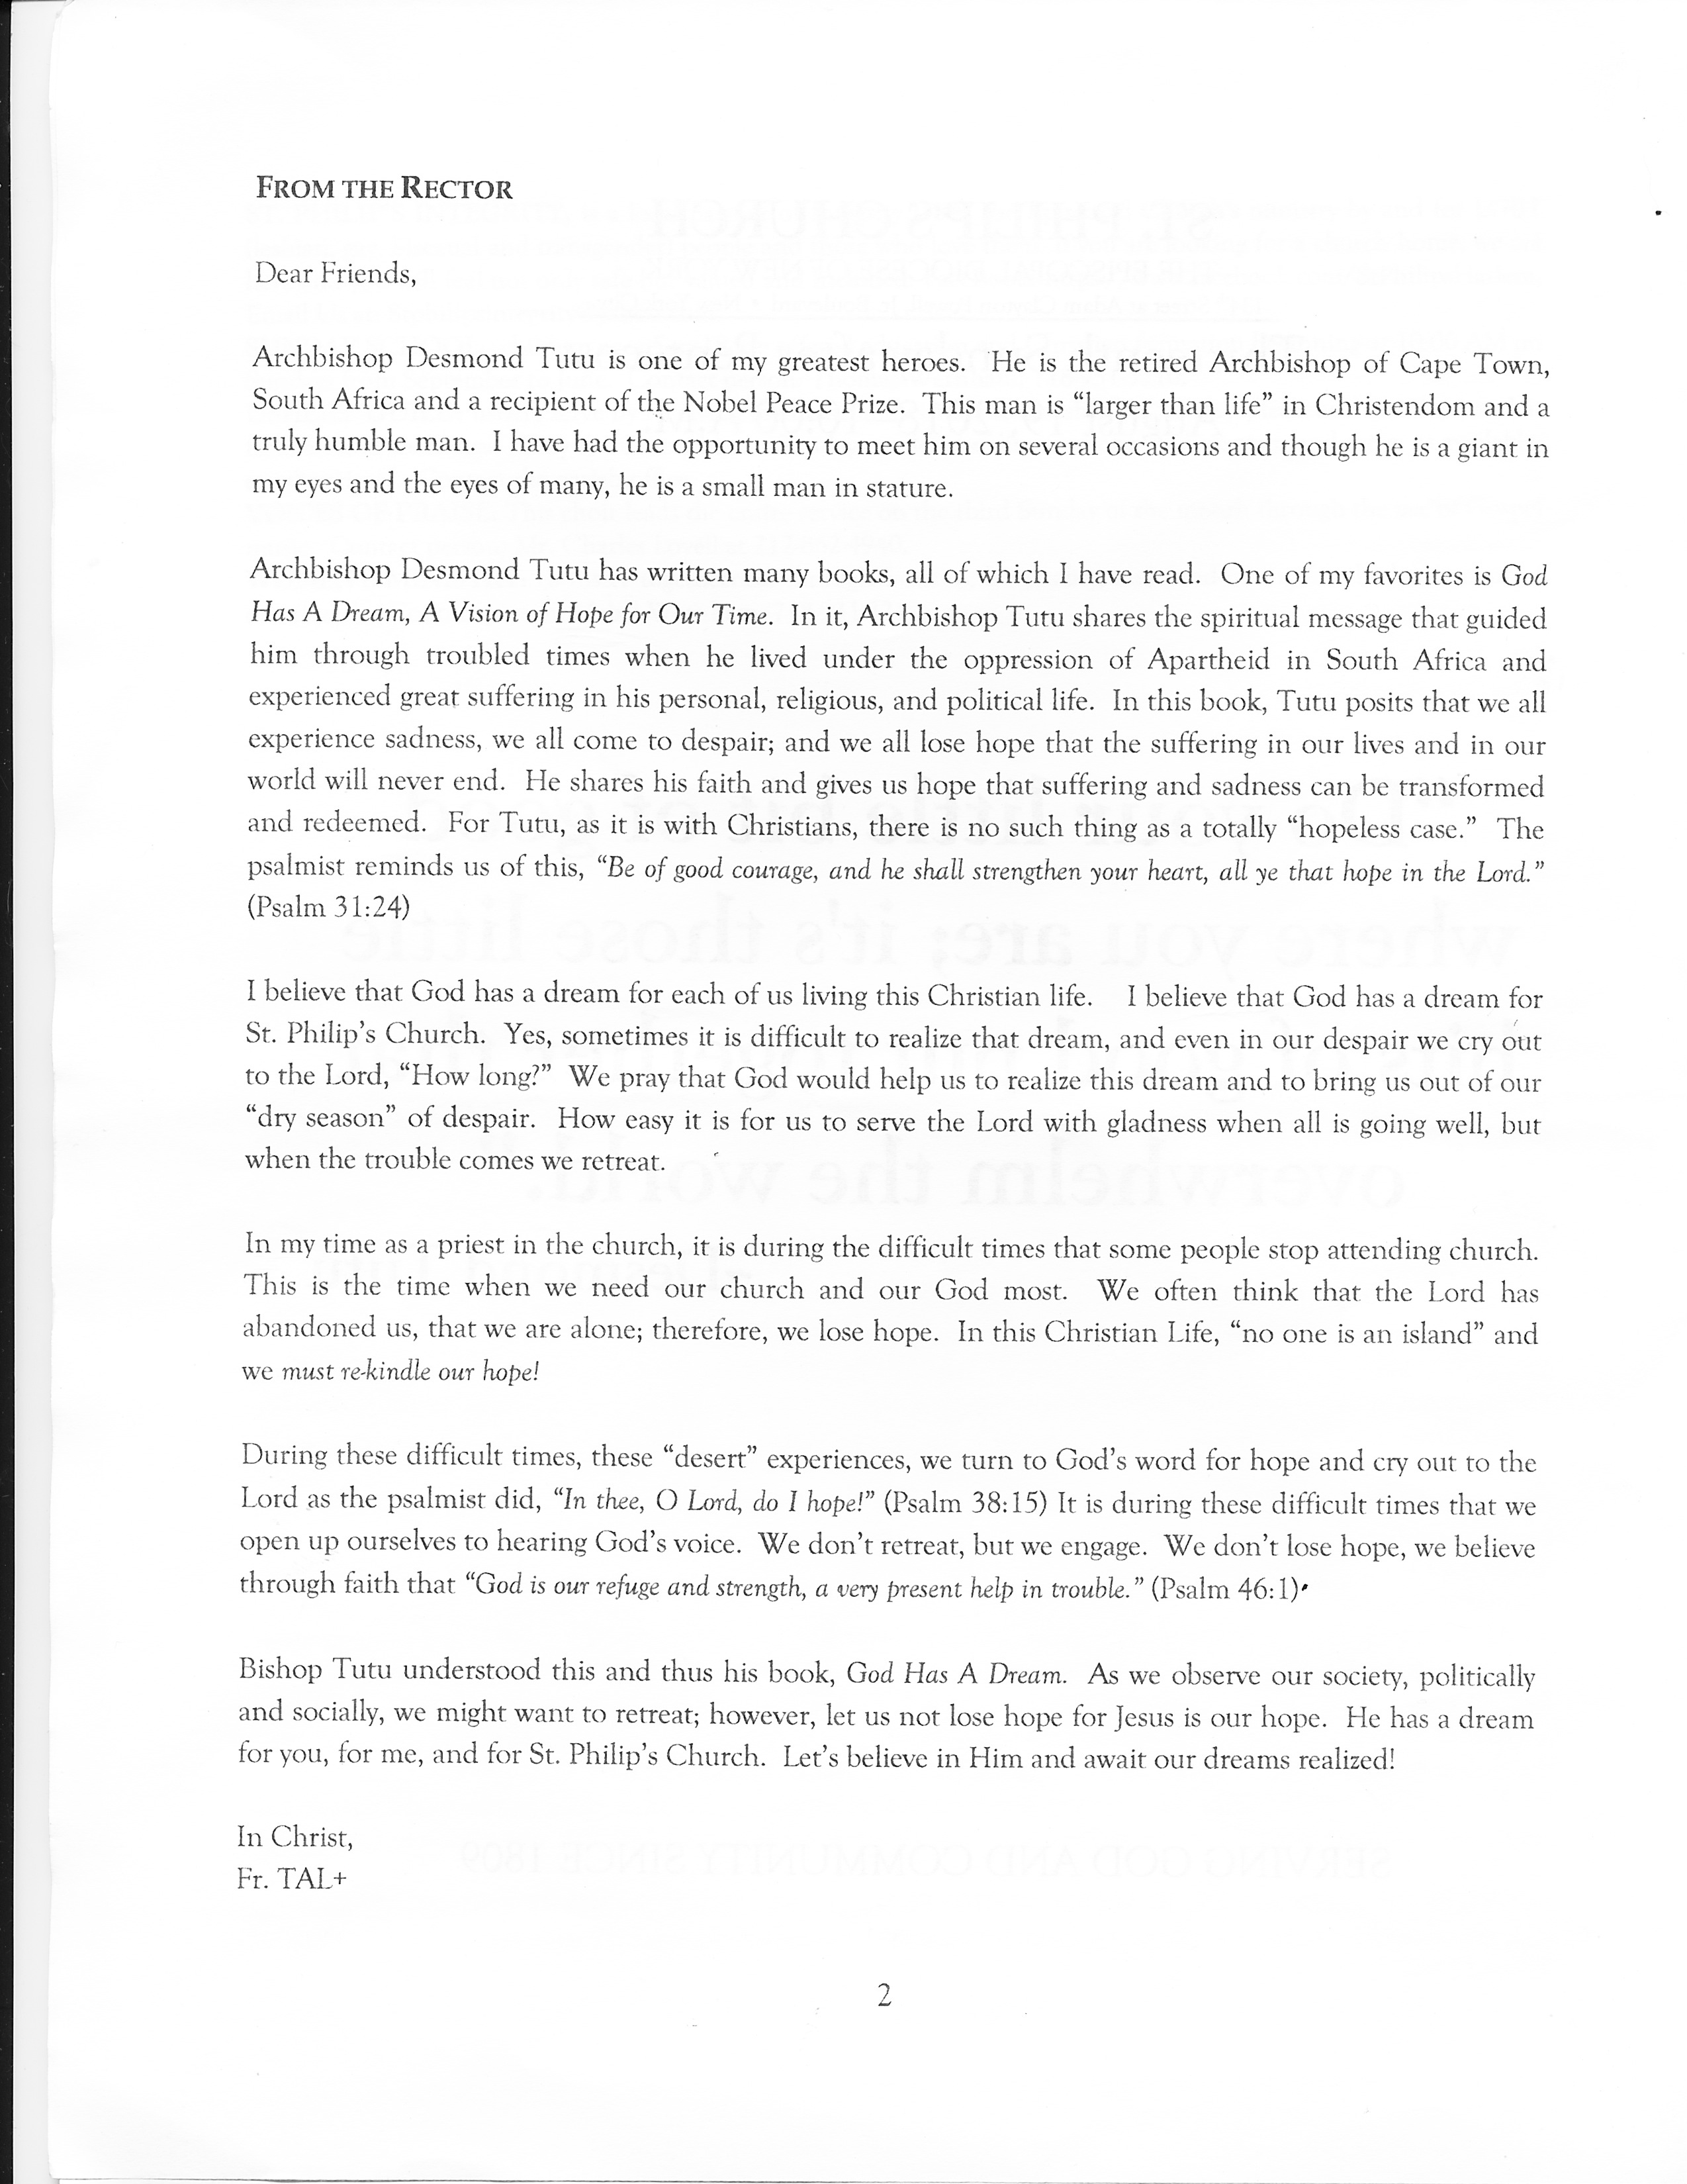 FROM THE RECTOR
Dear Friends,
Archbishop Desmond Tutu is one of my greatest heroes. He is the retired Archbishop of Cape Town,
South Africa and a recipient of the Nobel Peace Prize. This man is “larger than life” in Christendom and a
truly humble man. I have had the opportunity to meet him on several occasions and though he is a giant in
my eyes and the eyes of many, he is a small man in stature.
Archbishop Desmond Tutu has written many books, all of which I have read. One of my favorites is God
Has A Dream, A Vision of Hope for Our Time. In it, Archbishop Tutu shares the spiritual message that guided
him through troubled times when he lived under the oppression of Apartheid in South Africa and
experienced great suffering in his personal, religious, and political life. In this book, Tutu posits that we all
experience sadness, we all come to despair; and we all lose hope that the suffering in our lives and in our
world will never end. He shares his faith and gives us hope that suffering and sadness can be transformed
and redeemed. For Tutu, as it is with Christians, there is no such thing as a totally “hopeless case.” The
psalmist reminds us of this, “Be of good courage, and he shall strengthen your heart, all ye that hope in the Lord.”
(Psalm 31:24)
I believe that God has a dream for each of us living this Christian life. I believe that God has a dream for
St. Philip’s Church. Yes, sometimes it is difficult to realize that dream, and even in our despair we cry out
to the Lord, “How long?” We pray that God would help us to realize this dream and to bring us out of our
“dry season” of despair. How easy it is for us to serve the Lord with gladness when all is going well, but
when the trouble comes we retreat.
In my time as a priest in the church, it is during the difficult times that some people stop attending church.
This is the time when we need our church and our God most. We often think that the Lord has
abandoned us, that we are alone; therefore, we lose hope. In this Christian Life, “no one is an island” and
we must re-kindle our hope!
During these difficult times, these “desert” experiences, we turn to God’s word for hope and cry out to the
Lord as the psalmist did, “In thee, O Lord, do I hope!” (Psalm 38:15) It is during these difficult times that we
open up ourselves to hearing God’s voice. We don’t retreat, but we engage. We don’t lose hope, we believe
through faith that “God is our refuge and strength, a very present help in trouble.” (Psalm 46:1)
Bishop Tutu understood this and thus his book, God Has A Dream. As we observe our society, politically
and socially, we might want to retreat; however, let us not lose hope for Jesus is our hope. He has a dream
for you, for me, and for St. Philip’s Church. Let’s believe in Him and await our dreams realized!
In Christ,
Fr. TAL+
2